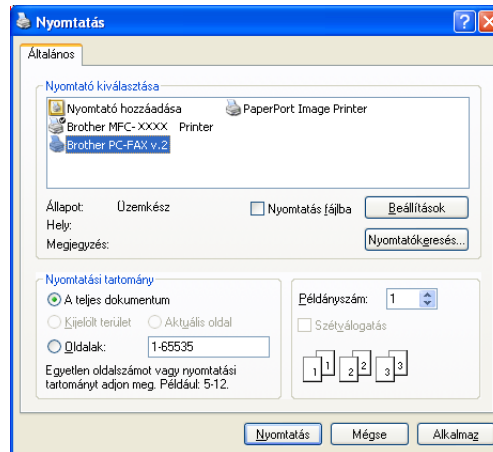 Nyomtatás
Általános
Nyomtató kiválasztása
Nyomtató hozzáadása
PaperPort Image Printer
Brother MFC-XXXX Printer
Brother PC-FAX v.2
Állapot: Üzemkész
Nyomtatás fájlba
Beállítások
Hely:
Megjegyzés:
Nyomtatókeresés...
Nyomtatási tartomány
A teljes dokumentum
Kijelölt terület
Aktuális oldal
Oldalak:
1-65535
Egyetlen oldalszámot vagy nyomtatási
tartományt adjon meg. Például: 5-12.
Példányszám: 1
Szétválogatás
1 1 2 2 3 3
Nyomtatás
Mégse
Alkalmaz